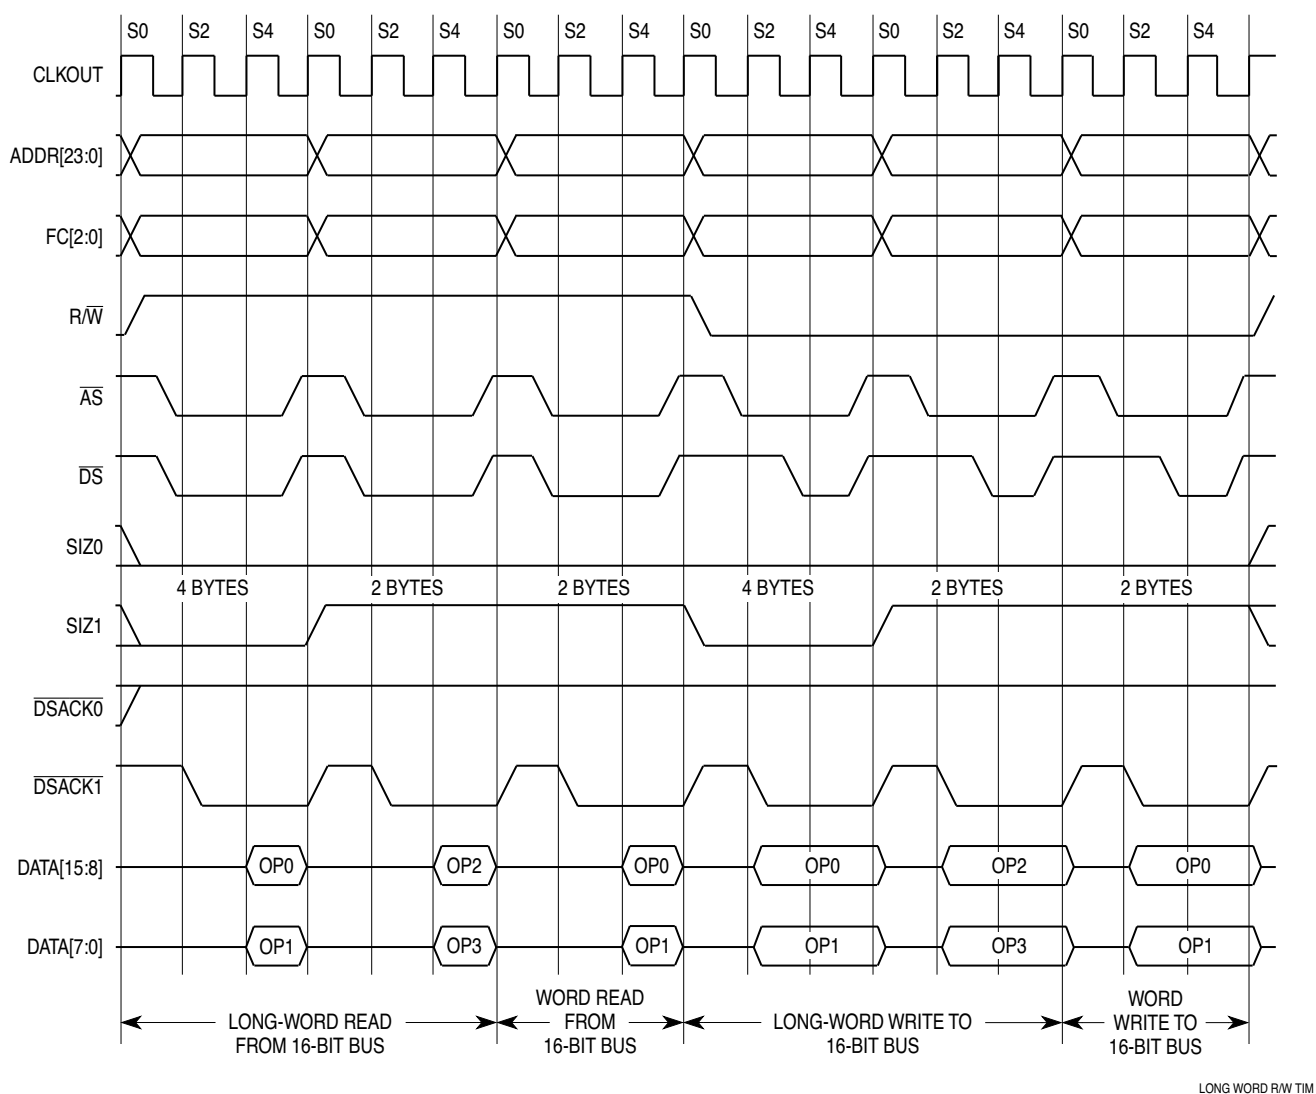 S0 S2 S4 S0 S2 S4 S0 S2 S4 S0 S2 S4 S0 S2 S4 S0 S2 S4
CLKOUT
ADDR[23:0]
FC[2:0]
R/W̅
A̅S̅
D̅S̅
SIZ0
4 BYTES 2 BYTES 2 BYTES 4 BYTES 2 BYTES 2 BYTES
SIZ1
D̅S̅A̅C̅K̅0̅
D̅S̅A̅C̅K̅1̅
DATA[15:8] OP0 OP2 OP0 OP0 OP2 OP0
DATA[7:0] OP1 OP3 OP1 OP1 OP3 OP1
LONG-WORD READ
FROM 16-BIT BUS
WORD READ
FROM
16-BIT BUS
LONG-WORD WRITE TO
16-BIT BUS
WORD
WRITE TO
16-BIT BUS
LONG WORD R/W TIM